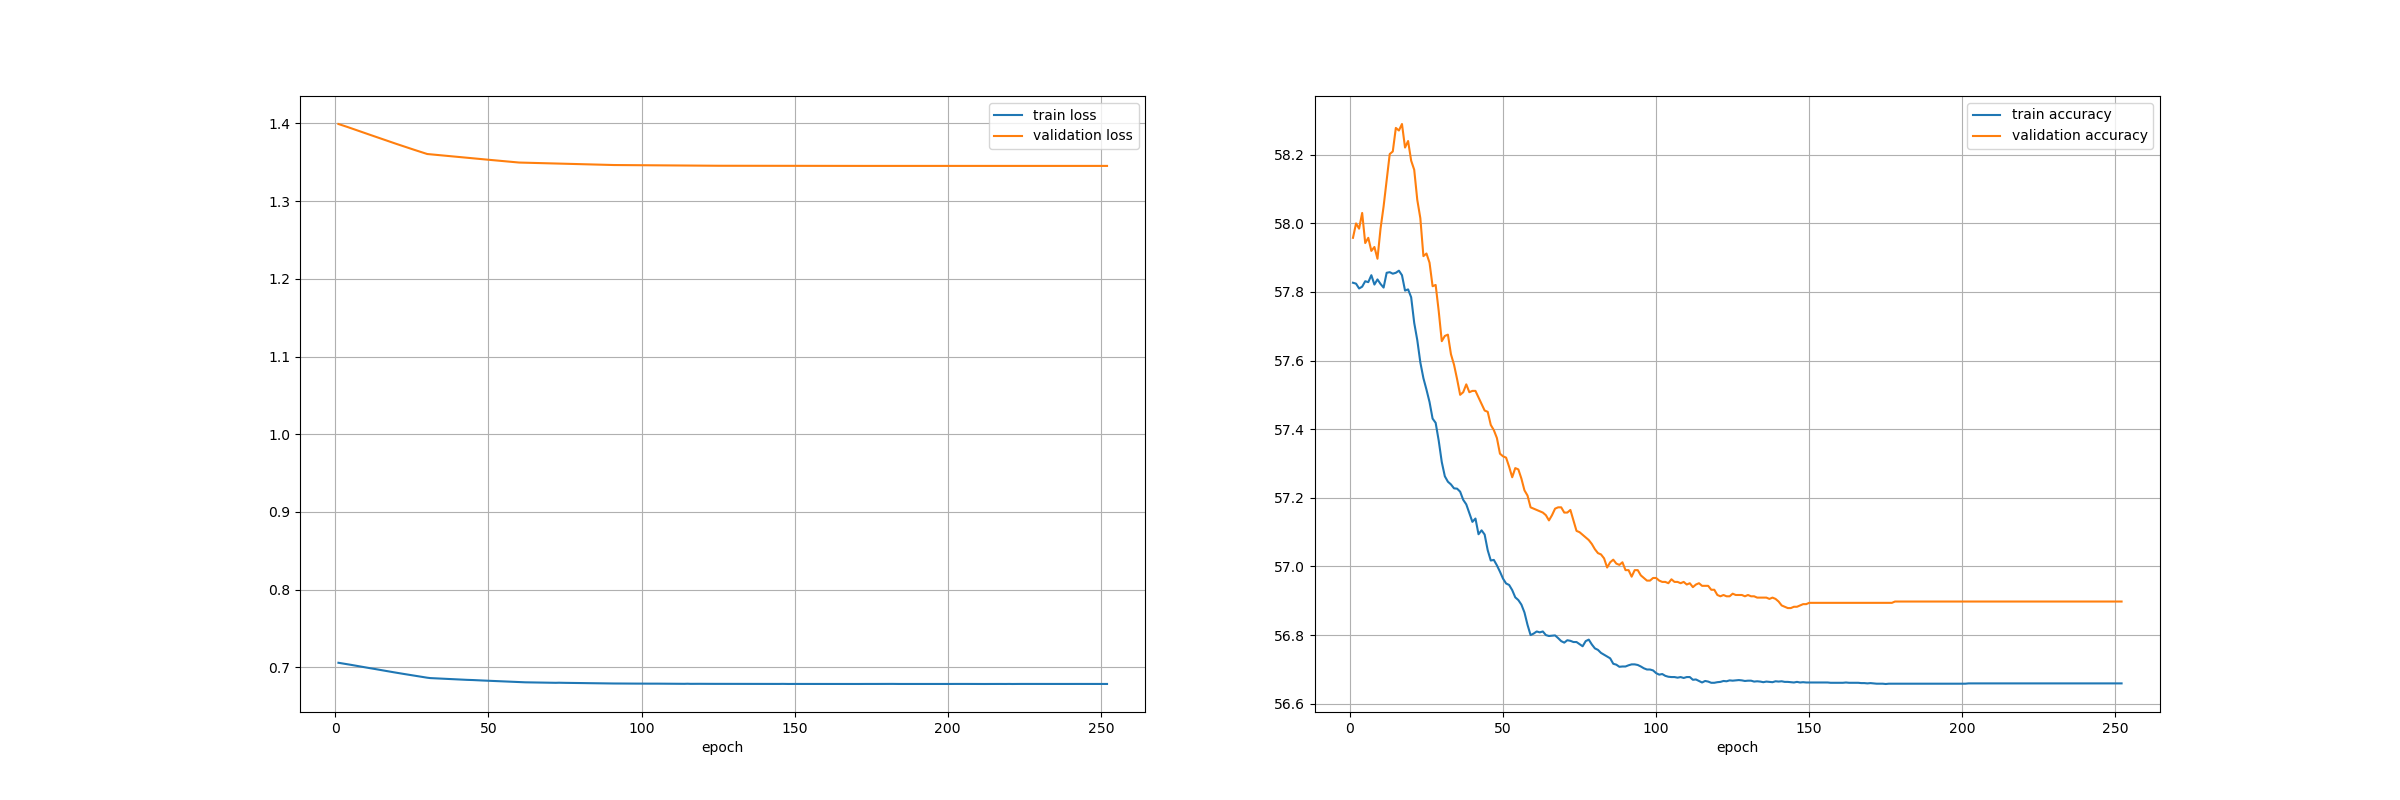 train loss
validation loss
1.4
1.3
1.2
1.1
1.0
0.9
0.8
0.7
0 50 100 150 200 250
epoch
train accuracy
validation accuracy
58.2
58.0
57.8
57.6
57.4
57.2
57.0
56.8
56.6
0 50 100 150 200 250
epoch